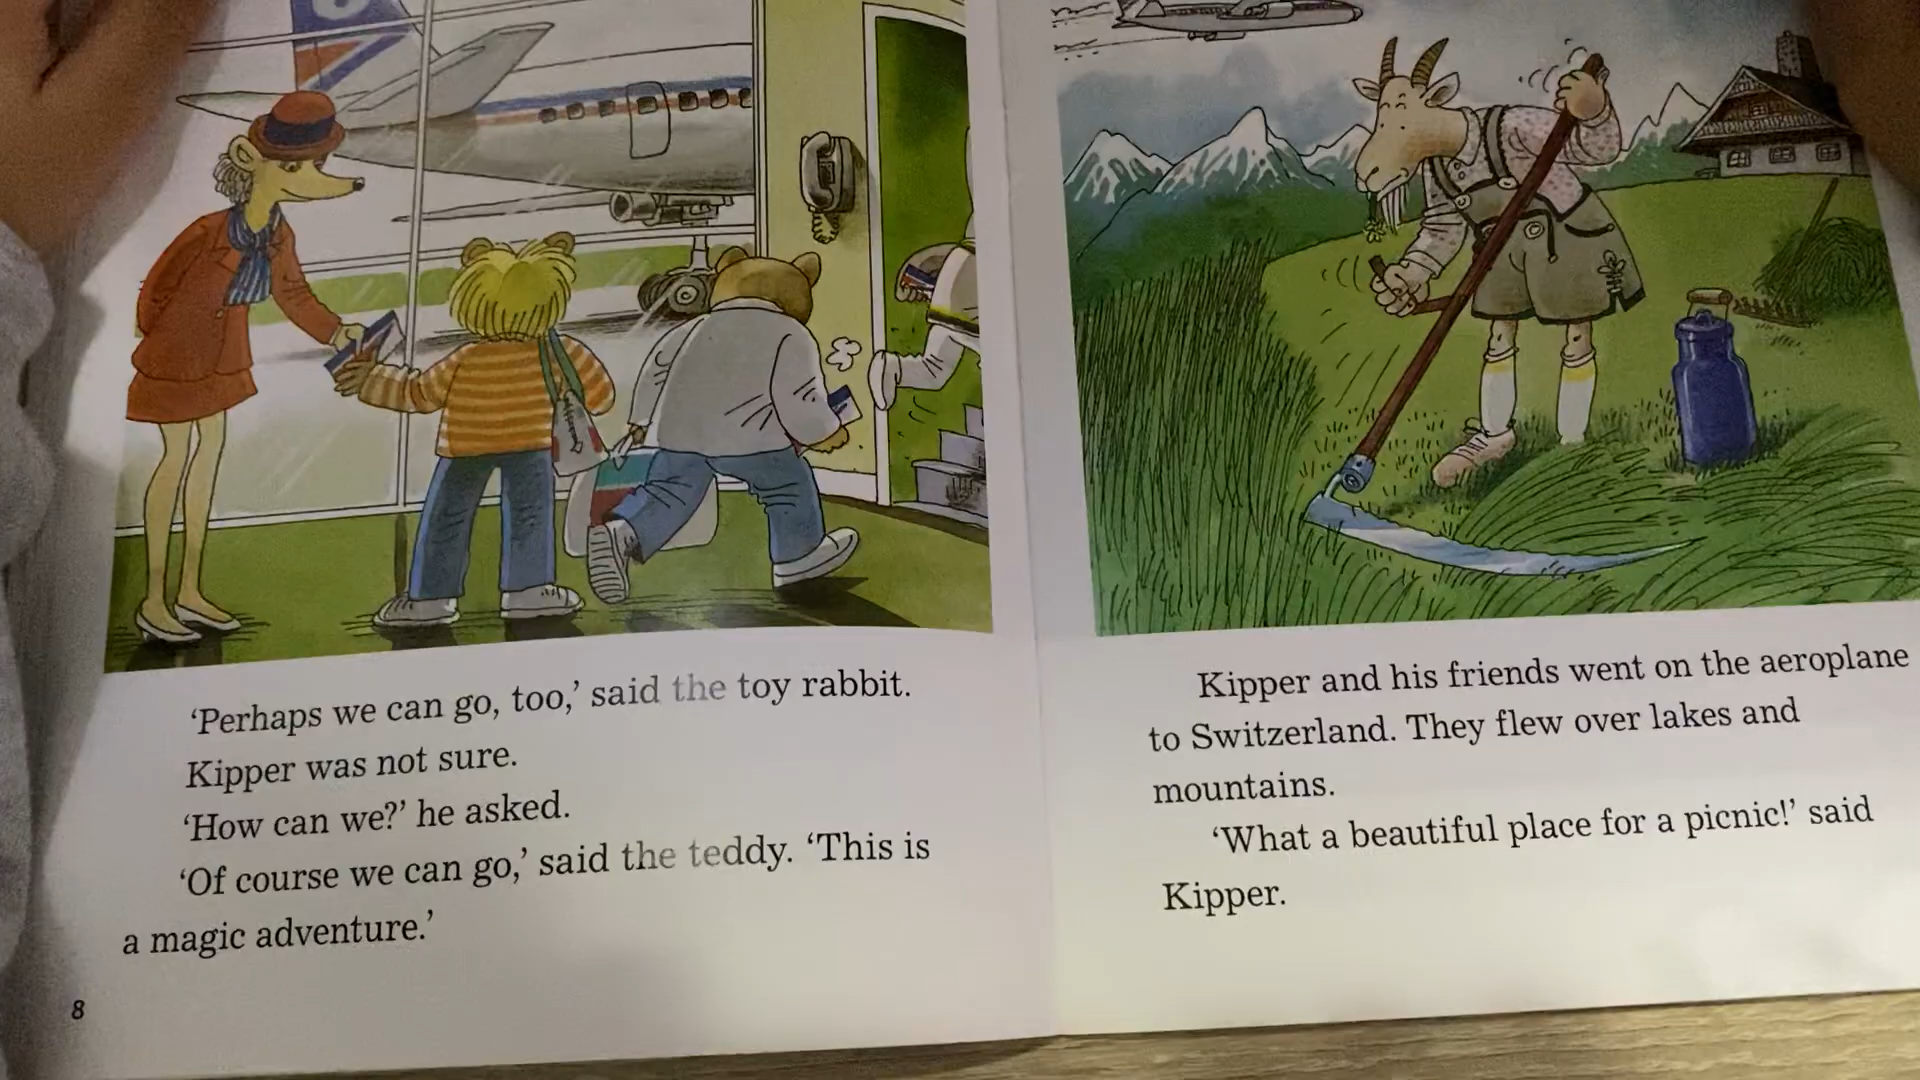 ‘Perhaps we can go, too,’ said the toy rabbit.
Kipper was not sure.
‘How can we?’ he asked.
‘Of course we can go,’ said the teddy. ‘This is
a magic adventure.’
8
Kipper and his friends went on the aeroplane
to Switzerland. They flew over lakes and
mountains.
‘What a beautiful place for a picnic!’ said
Kipper.